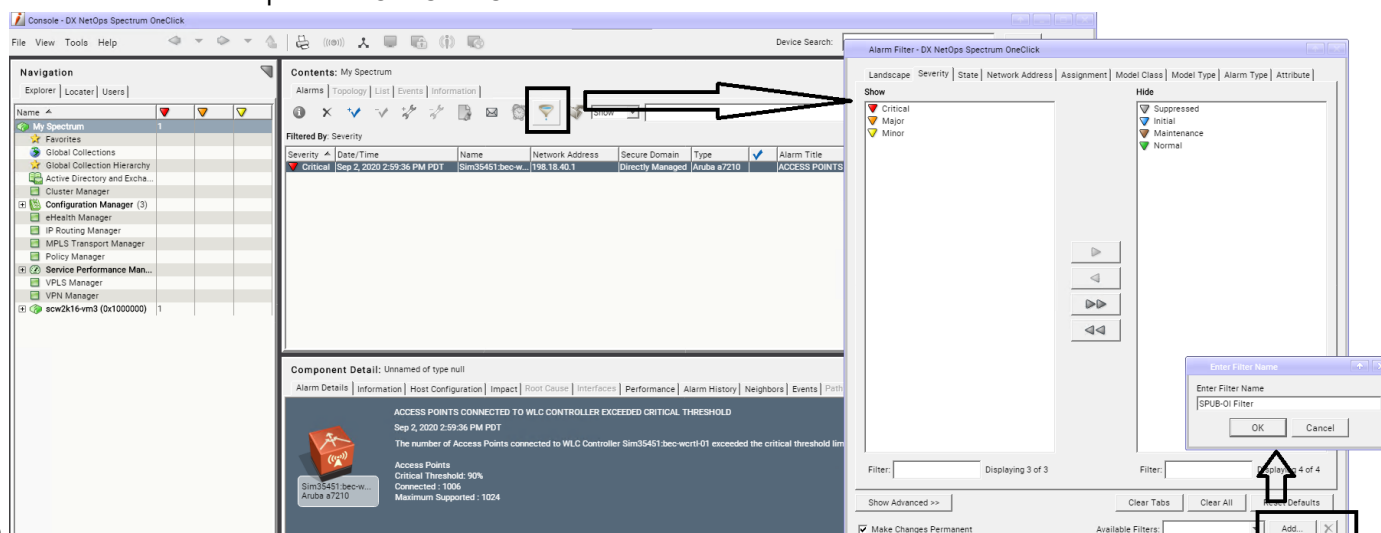 Console - DX NetOps Spectrum OneClick
File View Tools Help
Device Search:
Navigation
Explorer Locater Users
Name
My Spectrum 1
Favorites
Global Collections
Global Collection Hierarchy
Active Directory and Excha...
Cluster Manager
Configuration Manager (3)
eHealth Manager
IP Routing Manager
MPLS Transport Manager
Policy Manager
Service Performance Man...
VPLS Manager
VPN Manager
scw2k16-vm3 (0x1000000) 1
Contents: My Spectrum
Alarms Topology List Events Information
Show
Filtered By: Severity
Severity Date/Time Name Network Address Secure Domain Type Alarm Title
Critical Sep 2, 2020 2:59:36 PM PDT Sim35451:bec-w... 198.18.40.1 Directly Managed Aruba a7210 ACCESS POINTS
Component Detail: Unnamed of type null
Alarm Details Information Host Configuration Impact Root Cause Interfaces Performance Alarm History Neighbors Events Path
ACCESS POINTS CONNECTED TO WLC CONTROLLER EXCEEDED CRITICAL THRESHOLD
Sep 2, 2020 2:59:36 PM PDT
The number of Access Points connected to WLC Controller Sim35451:bec-wcrtl-01 exceeded the critical threshold lim
Access Points
Critical Threshold: 90%
Connected : 1006
Maximum Supported : 1024
Sim35451:bec-w...
Aruba a7210
Alarm Filter - DX NetOps Spectrum OneClick
Landscape Severity State Network Address Assignment Model Class Model Type Alarm Type Attribute
Show
Critical
Major
Minor
Hide
Suppressed
Initial
Maintenance
Normal
Filter: Displaying 3 of 3
Filter: Displaying 4 of 4
Show Advanced >> Clear Tabs Clear All Reset Defaults
Make Changes Permanent Available Filters: Add...
Enter Filter Name
Enter Filter Name
SPUB-OI Filter
OK Cancel